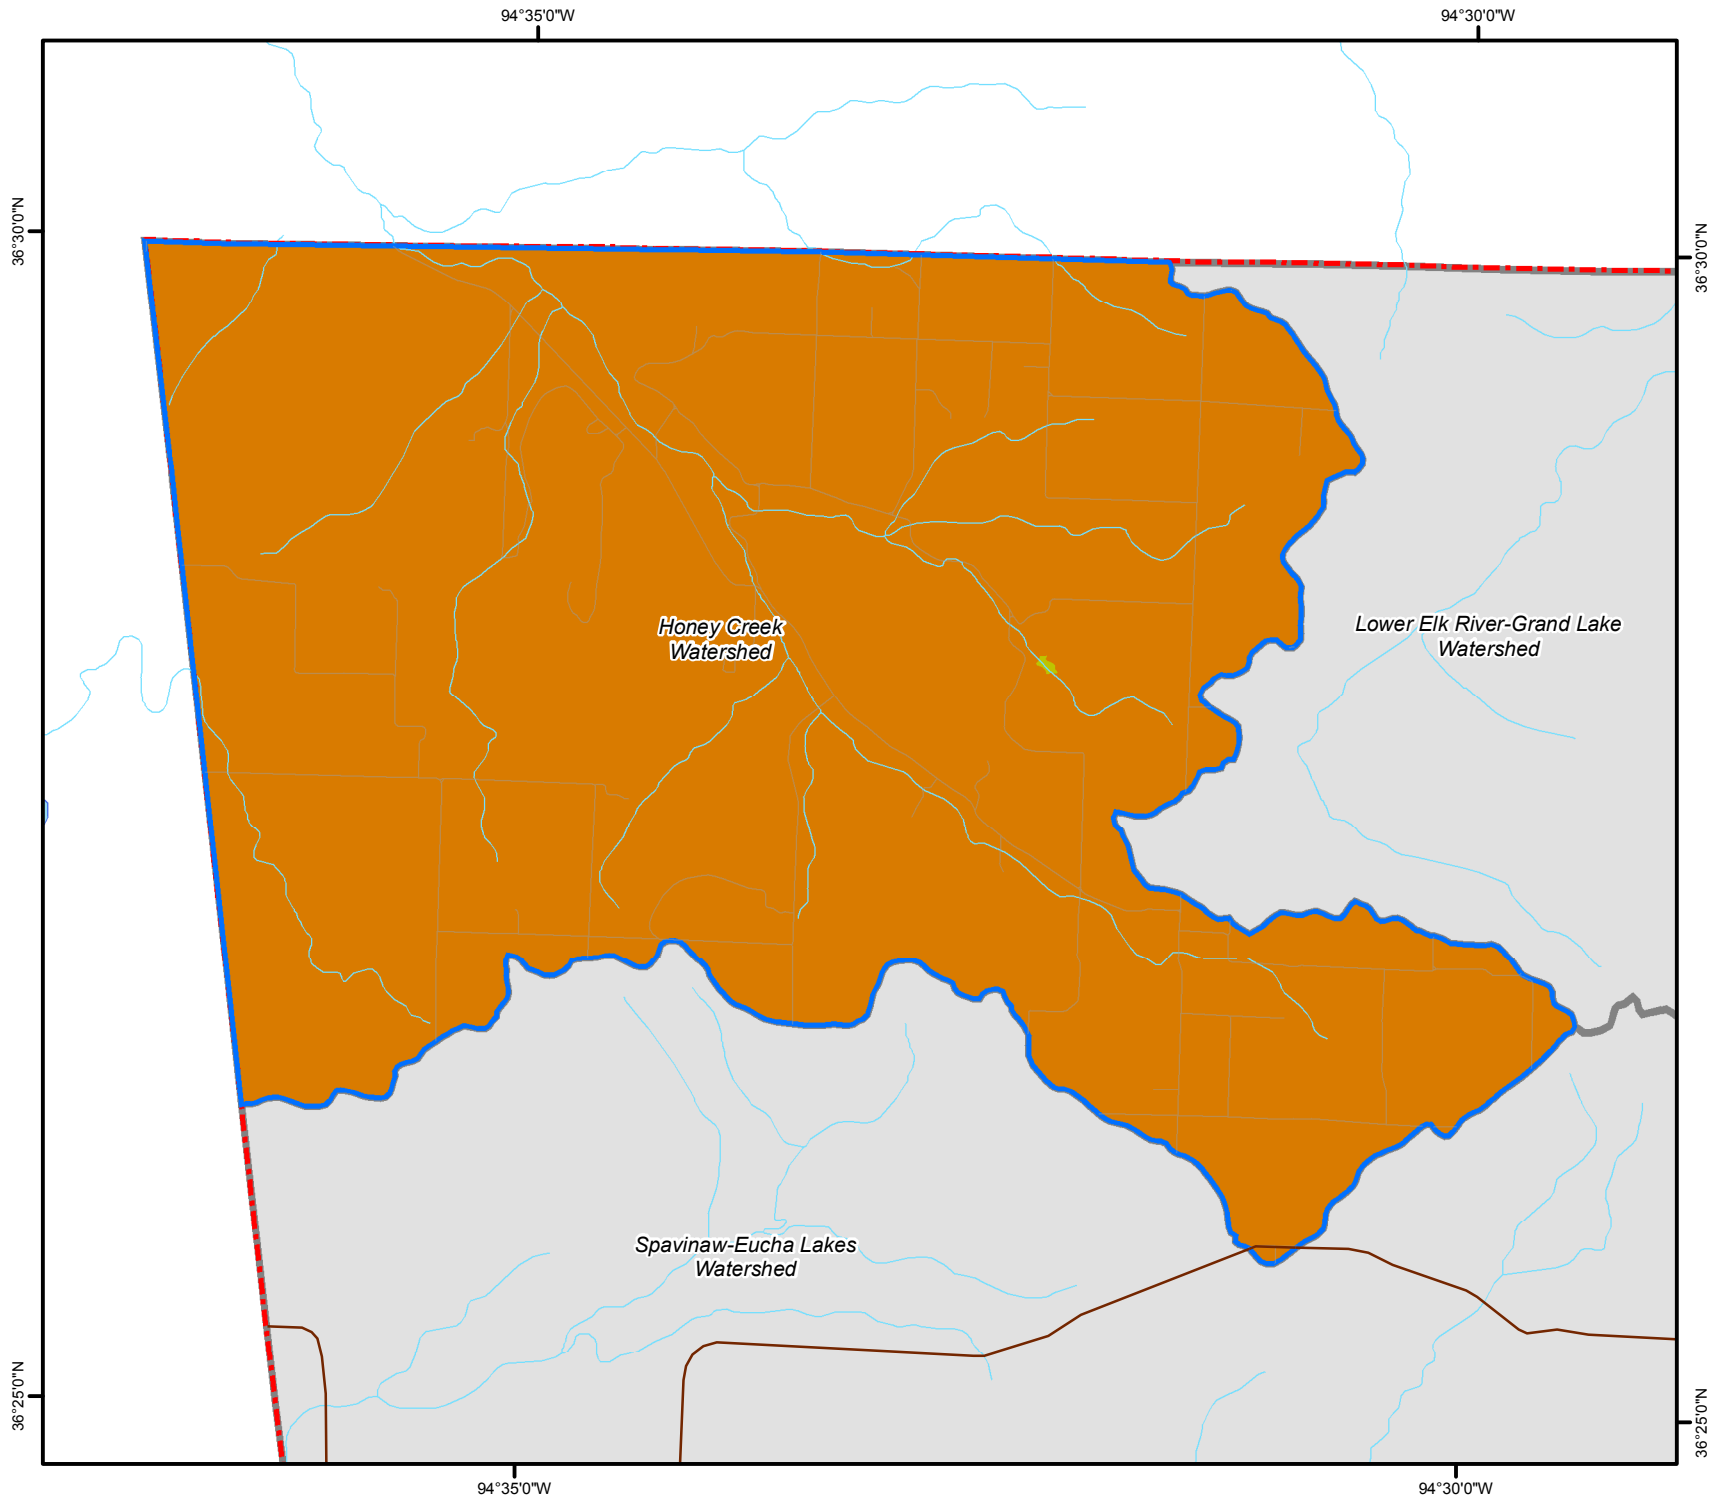 94°35'0"W
94°30'0"W
36°30'0"N
36°30'0"N
Honey Creek
Watershed
Lower Elk River-Grand Lake
Watershed
Spavinaw-Eucha Lakes
Watershed
36°25'0"N
36°25'0"N
94°35'0"W
94°30'0"W